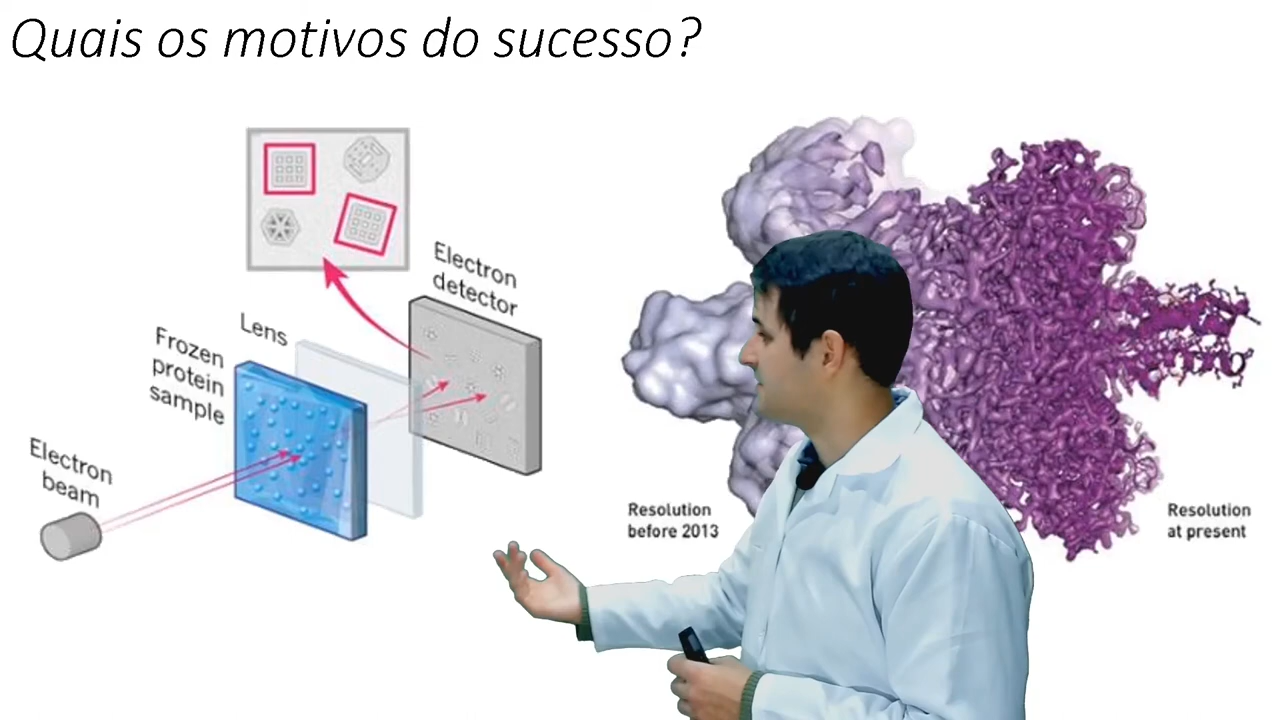 Quais os motivos do sucesso?
Electron
detector
Lens
Frozen
protein
sample
Electron
beam
Resolution
before 2013
Resolution
at present